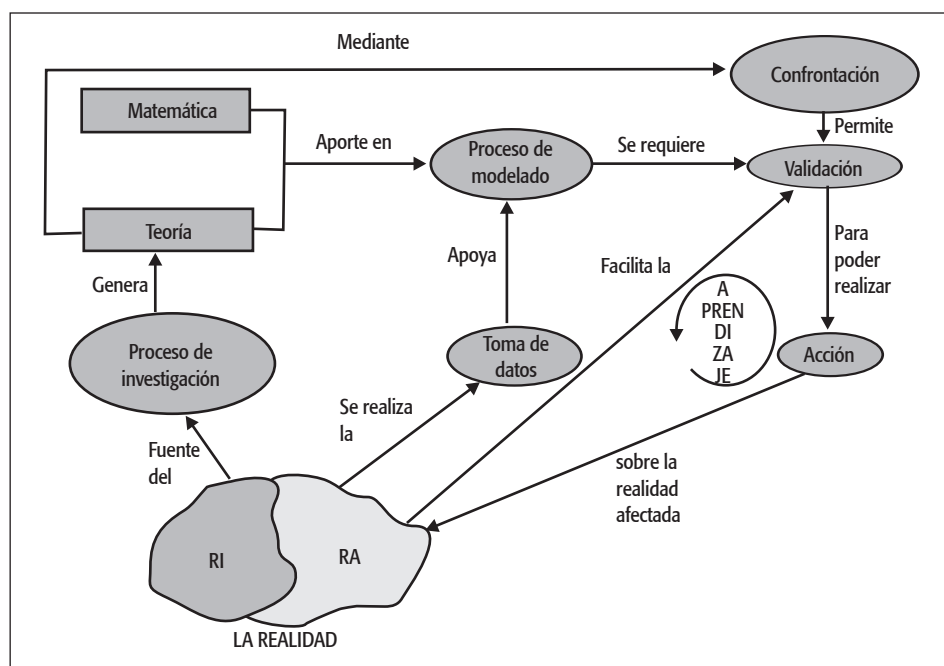 Mediante
Confrontación
Matemática
Permite
Aporte en
Proceso de
modelado
Se requiere
Validación
Teoría
Apoya
Facilita la
Para
poder
realizar
Genera
A
PREN
DI
ZA
JE
Proceso de
investigación
Toma de
datos
Acción
Se realiza
la
Fuente
del
sobre la
realidad
afectada
RI
RA
LA REALIDAD